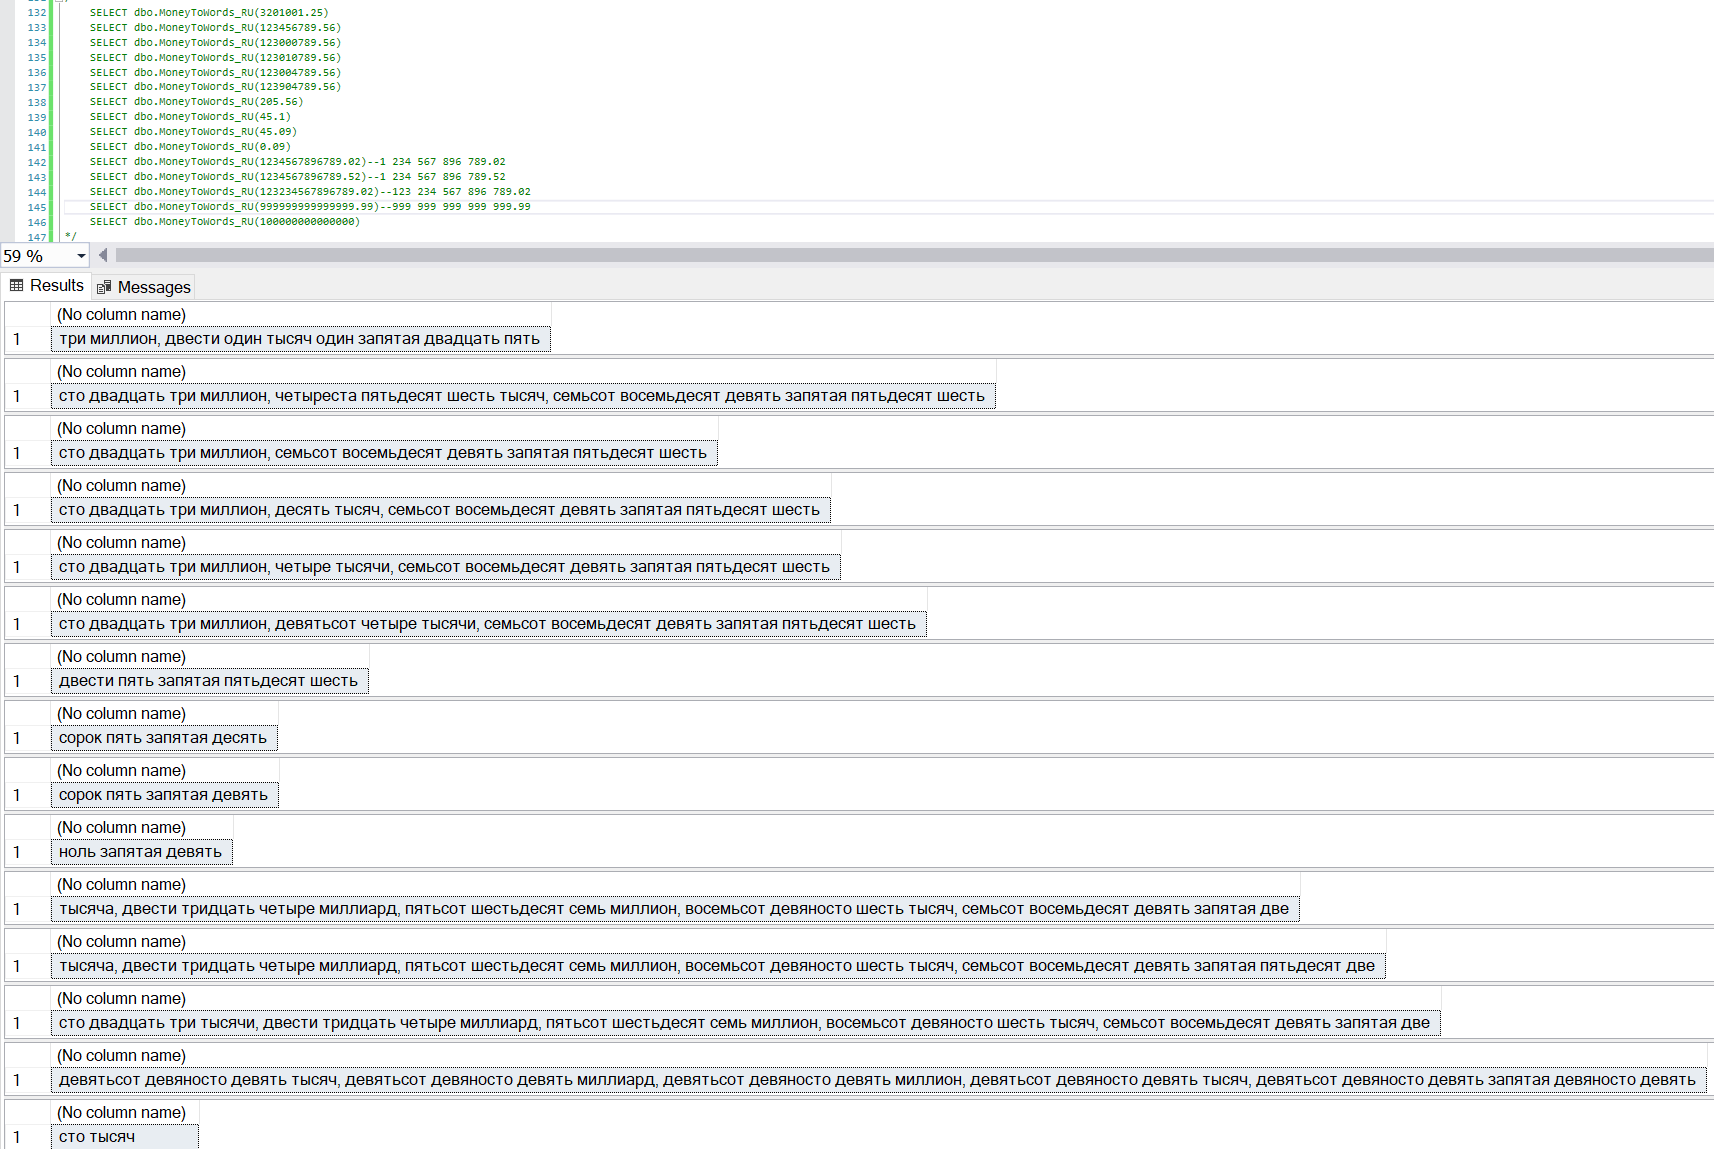 132 SELECT dbo.MoneyToWords_RU(3201001.25)
133 SELECT dbo.MoneyToWords_RU(123456789.56)
134 SELECT dbo.MoneyToWords_RU(123000789.56)
135 SELECT dbo.MoneyToWords_RU(123010789.56)
136 SELECT dbo.MoneyToWords_RU(123004789.56)
137 SELECT dbo.MoneyToWords_RU(123904789.56)
138 SELECT dbo.MoneyToWords_RU(205.56)
139 SELECT dbo.MoneyToWords_RU(45.1)
140 SELECT dbo.MoneyToWords_RU(45.09)
141 SELECT dbo.MoneyToWords_RU(0.09)
142 SELECT dbo.MoneyToWords_RU(1234567896789.02)--1 234 567 896 789.02
143 SELECT dbo.MoneyToWords_RU(1234567896789.52)--1 234 567 896 789.52
144 SELECT dbo.MoneyToWords_RU(123234567896789.02)--123 234 567 896 789.02
145 SELECT dbo.MoneyToWords_RU(999999999999999.99)--999 999 999 999 999.99
146 SELECT dbo.MoneyToWords_RU(100000000000000)
147 */
59 %
Results Messages
(No column name)
1 три миллион, двести один тысяч один запятая двадцать пять
(No column name)
1 сто двадцать три миллион, четыреста пятьдесят шесть тысяч, семьсот восемьдесят девять запятая пятьдесят шесть
(No column name)
1 сто двадцать три миллион, семьсот восемьдесят девять запятая пятьдесят шесть
(No column name)
1 сто двадцать три миллион, десять тысяч, семьсот восемьдесят девять запятая пятьдесят шесть
(No column name)
1 сто двадцать три миллион, четыре тысячи, семьсот восемьдесят девять запятая пятьдесят шесть
(No column name)
1 сто двадцать три миллион, девятьсот четыре тысячи, семьсот восемьдесят девять запятая пятьдесят шесть
(No column name)
1 двести пять запятая пятьдесят шесть
(No column name)
1 сорок пять запятая десять
(No column name)
1 сорок пять запятая девять
(No column name)
1 ноль запятая девять
(No column name)
1 тысяча, двести тридцать четыре миллиард, пятьсот шестьдесят семь миллион, восемьсот девяносто шесть тысяч, семьсот восемьдесят девять запятая две
(No column name)
1 тысяча, двести тридцать четыре миллиард, пятьсот шестьдесят семь миллион, восемьсот девяносто шесть тысяч, семьсот восемьдесят девять запятая пятьдесят две
(No column name)
1 сто двадцать три тысячи, двести тридцать четыре миллиард, пятьсот шестьдесят семь миллион, восемьсот девяносто шесть тысяч, семьсот восемьдесят девять запятая две
(No column name)
1 девятьсот девяносто девять тысяч, девятьсот девяносто девять миллиард, девятьсот девяносто девять миллион, девятьсот девяносто девять тысяч, девятьсот девяносто девять запятая девяносто девять
(No column name)
1 сто тысяч